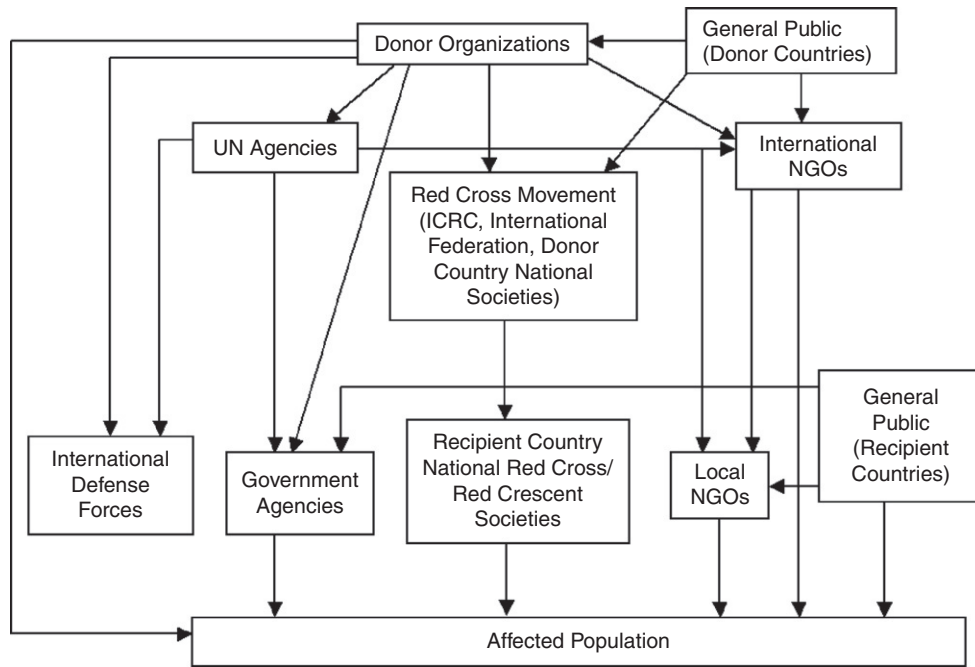 Donor Organizations
General Public
(Donor Countries)
UN Agencies
International
NGOs
Red Cross Movement
(ICRC, International
Federation, Donor
Country National
Societies)
General
Public
(Recipient
Countries)
International
Defense
Forces
Government
Agencies
Recipient Country
National Red Cross/
Red Crescent
Societies
Local
NGOs
Affected Population